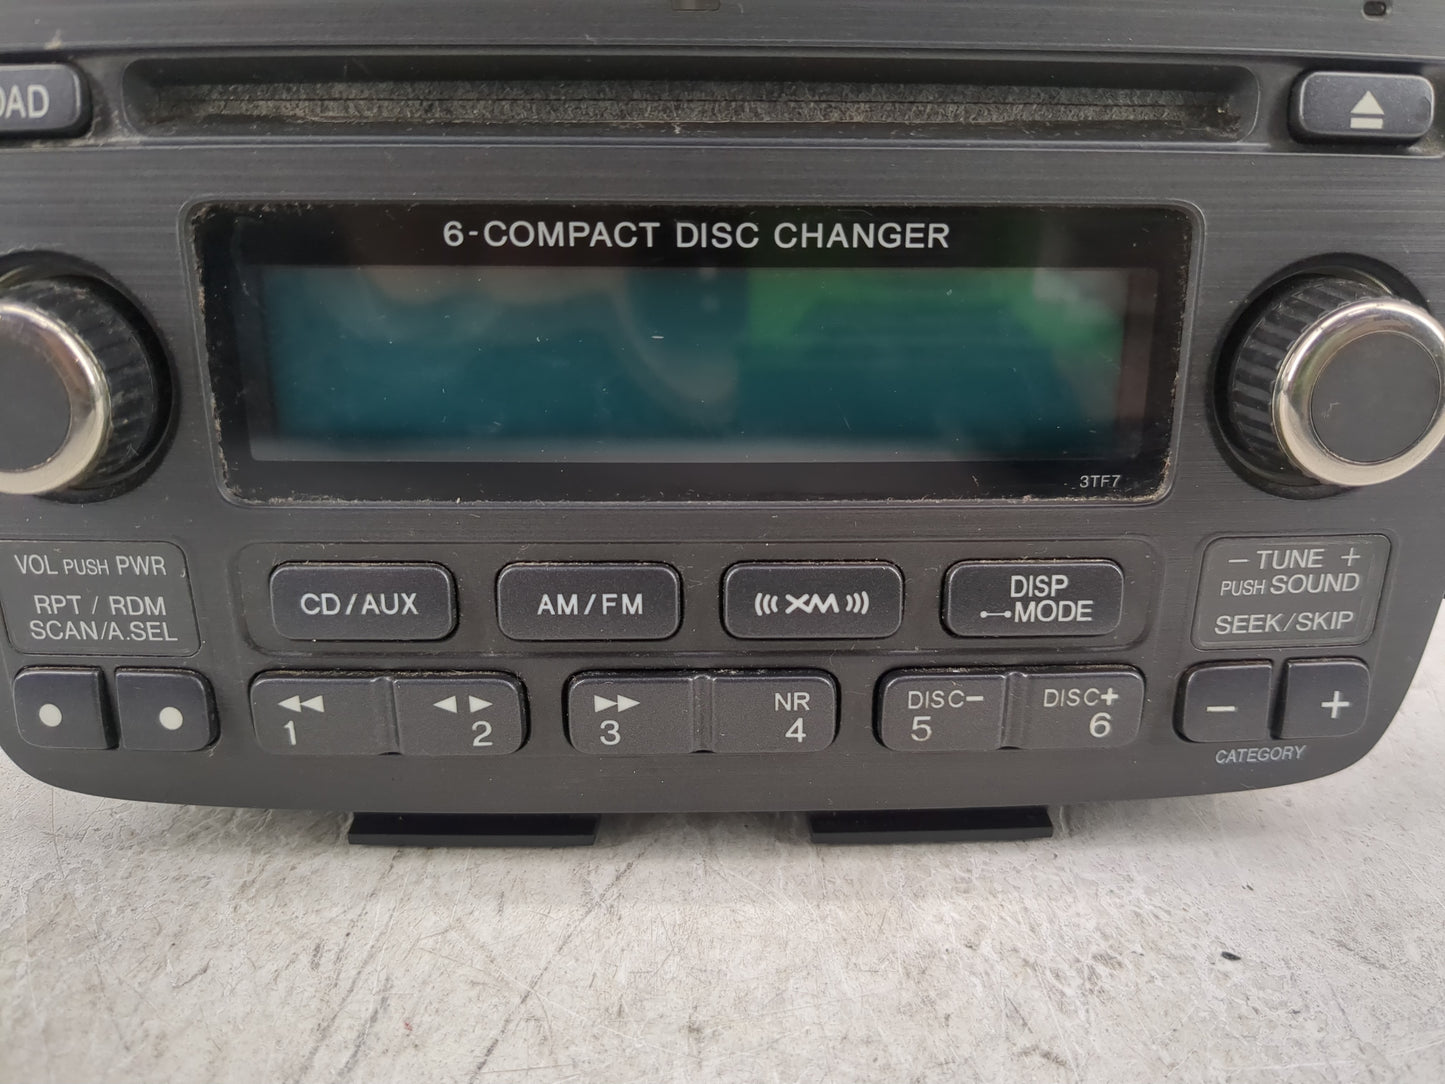 OAD
6-COMPACT DISC CHANGER
3TF7
VOL PUSH PWR
RPT / RDM
SCAN/A.SEL
CD/AUX
AM/FM
XM
DISP
MODE
- TUNE +
PUSH SOUND
SEEK/SKIP
1
2
3
NR
4
DISC-
5
DISC+
6
- +
CATEGORY